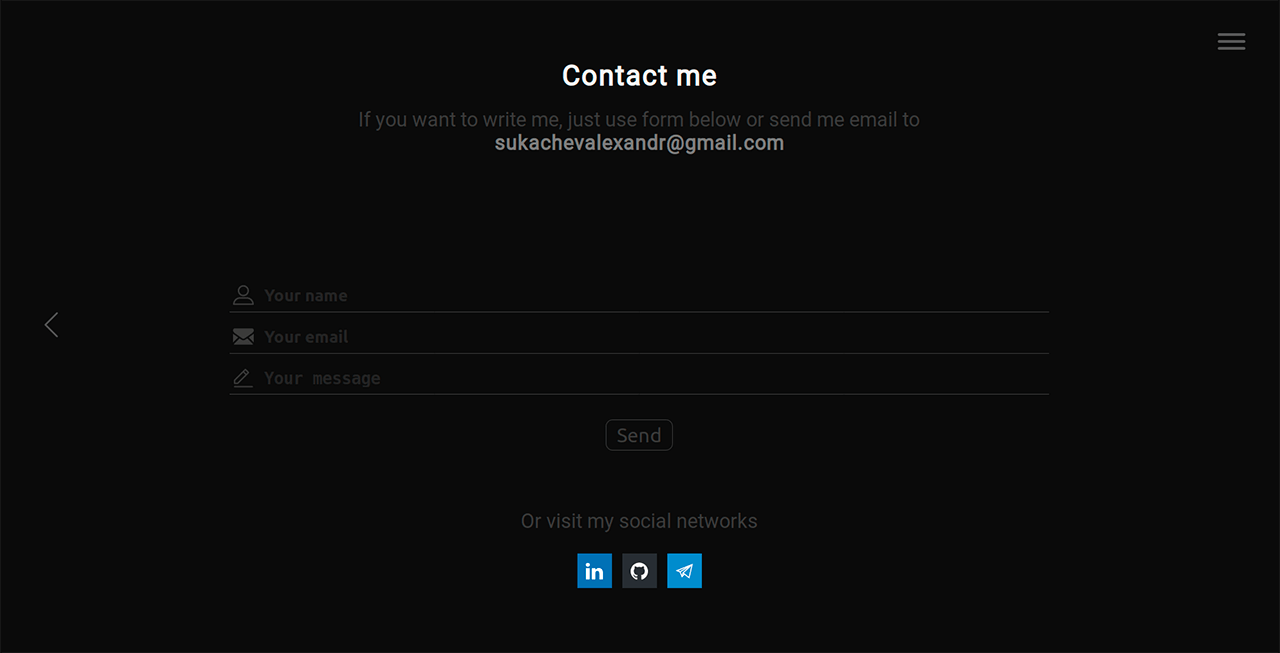 Contact me
If you want to write me, just use form below or send me email to
sukachevalexandr@gmail.com
Your name
Your email
Your message
Send
Or visit my social networks
in